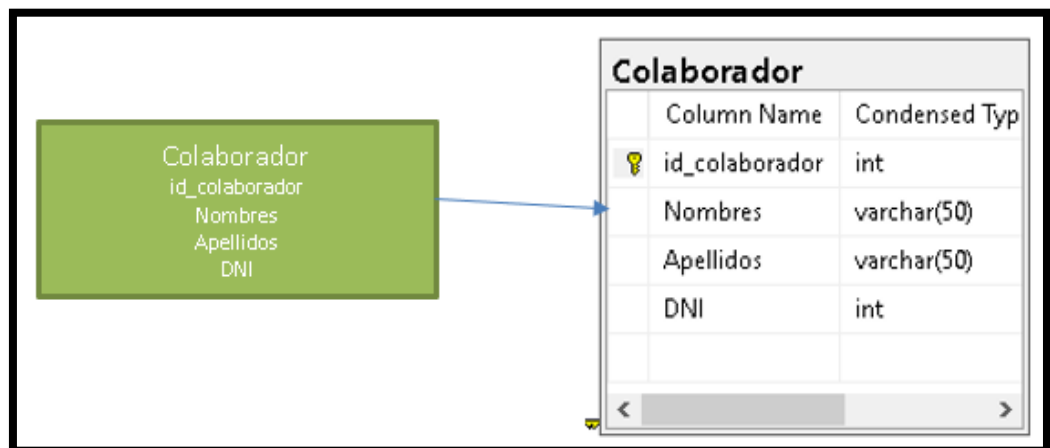 Colaborador
id_colaborador
Nombres
Apellidos
DNI
Colaborador
Column Name Condensed Typ
id_colaborador int
Nombres varchar(50)
Apellidos varchar(50)
DNI int